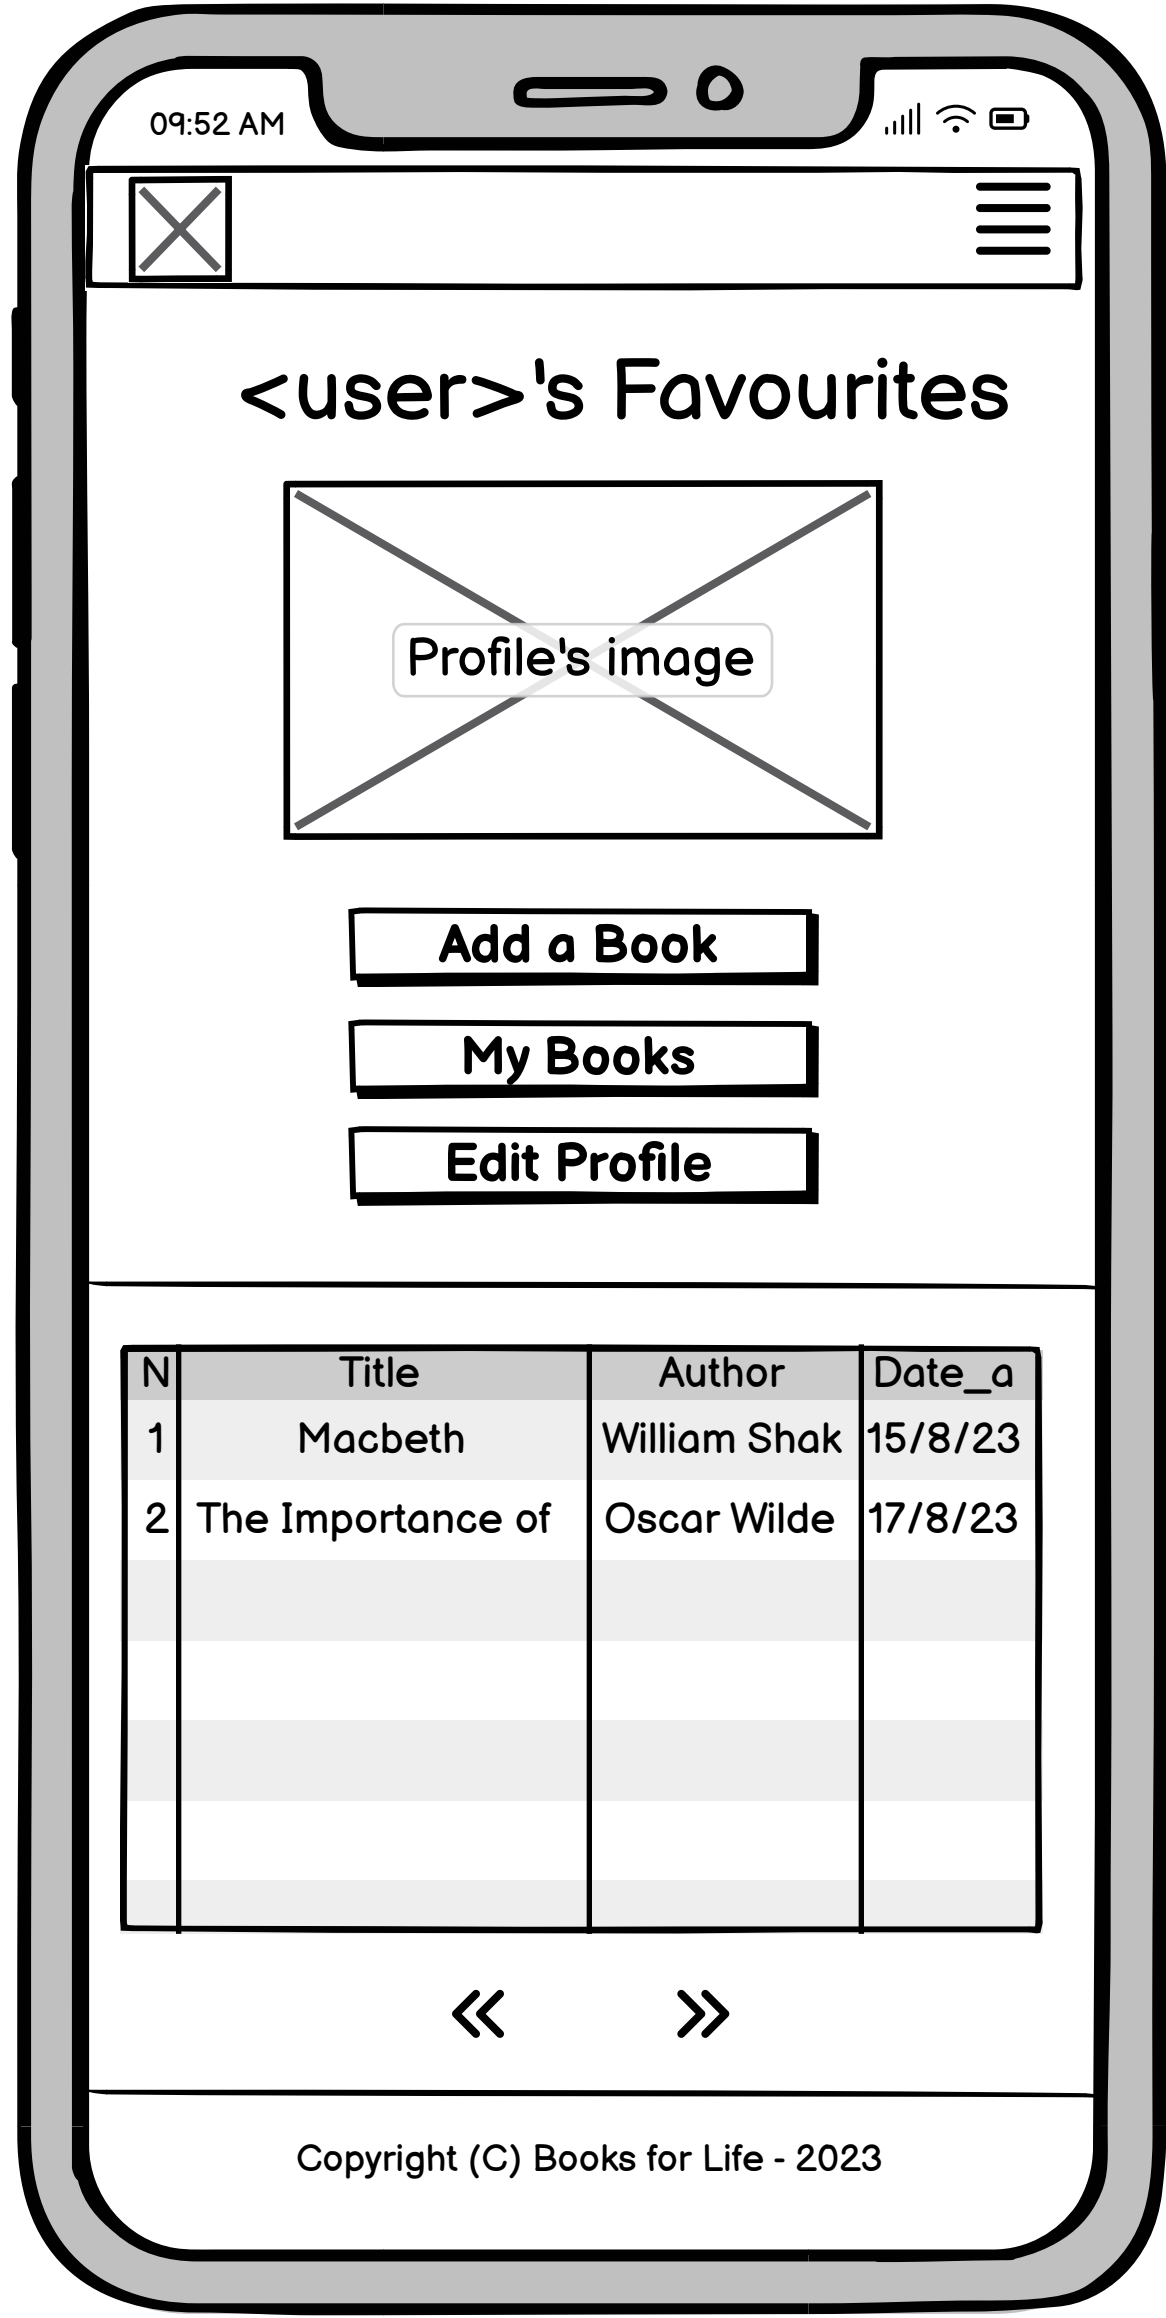 09:52 AM
<user>'s Favourites
Profile's image
Add a Book
My Books
Edit Profile
N Title Author Date_a
1 Macbeth William Shak 15/8/23
2 The Importance of Oscar Wilde 17/8/23
Copyright (C) Books for Life - 2023